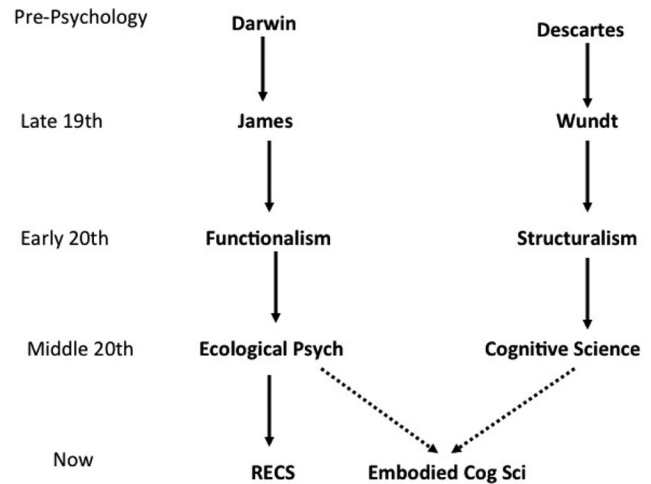 Pre-Psychology Darwin Descartes
Late 19th James Wundt
Early 20th Functionalism Structuralism
Middle 20th Ecological Psych Cognitive Science
Now RECS Embodied Cog Sci